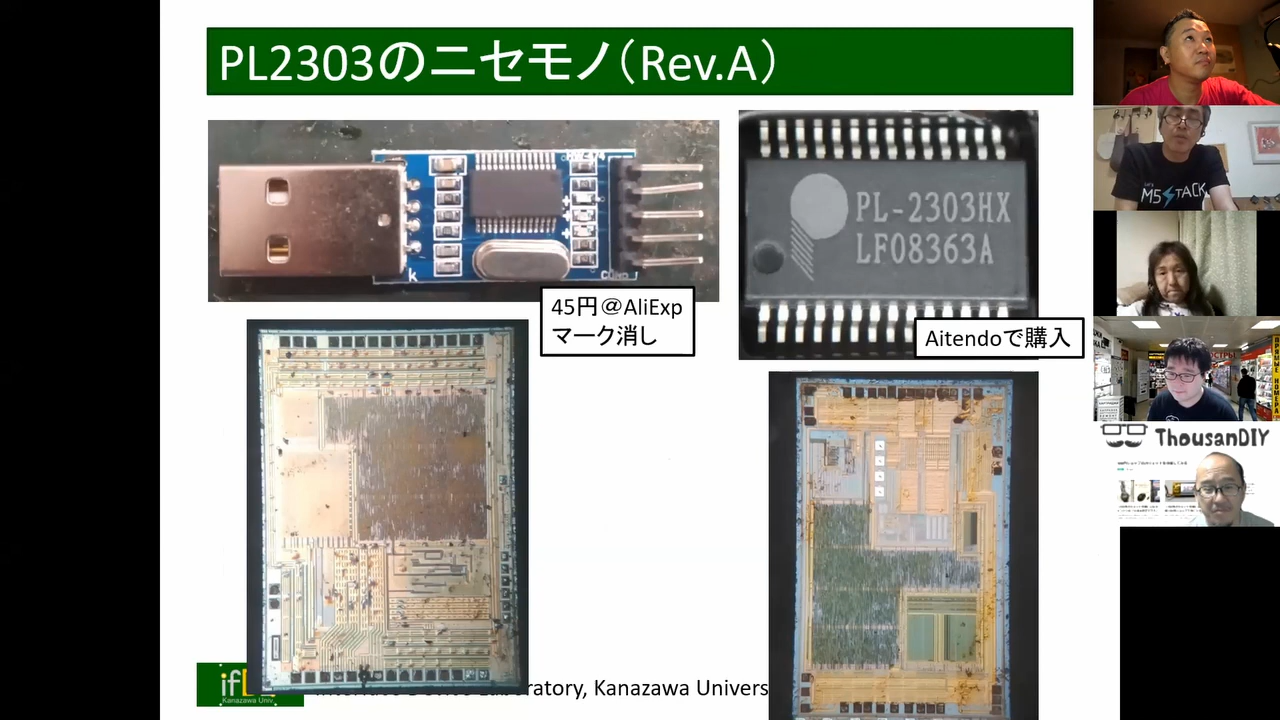 PL2303のニセモノ（Rev.A）
45円@AliExp
マーク消し
PL-2303HX
LF08363A
Aitendoで購入
ratory, Kanazawa Univers
Kanazawa Univ.
M5STACK
ThousanDIY